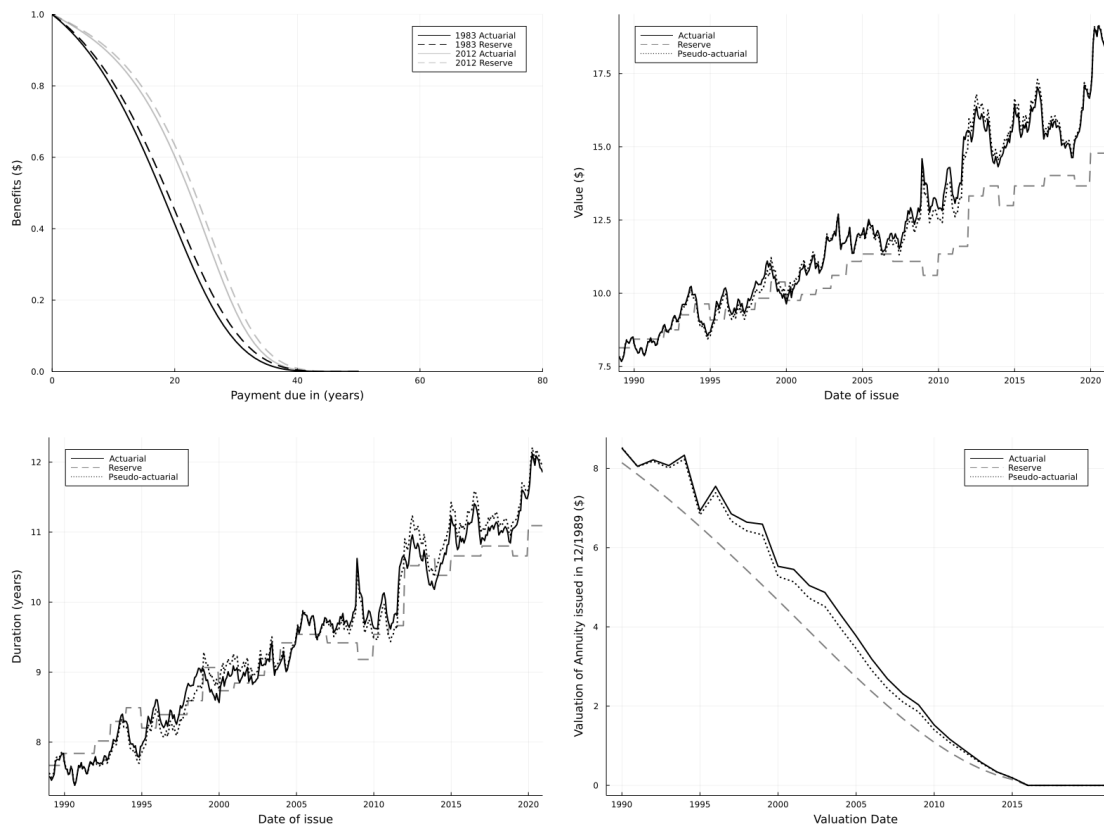 1.0
0.8
0.6
0.4
0.2
0.0
Benefits ($)
1983 Actuarial
1983 Reserve
2012 Actuarial
2012 Reserve
0 20 40 60 80
Payment due in (years)
17.5
15.0
12.5
10.0
7.5
Value ($)
Actuarial
Reserve
Pseudo-actuarial
1990 1995 2000 2005 2010 2015 2020
Date of issue
12
11
10
9
8
Duration (years)
Actuarial
Reserve
Pseudo-actuarial
1990 1995 2000 2005 2010 2015 2020
Date of issue
8
6
4
2
0
Valuation of Annuity issued in 12/1989 ($)
Actuarial
Reserve
Pseudo-actuarial
1990 1995 2000 2005 2010 2015
Valuation Date